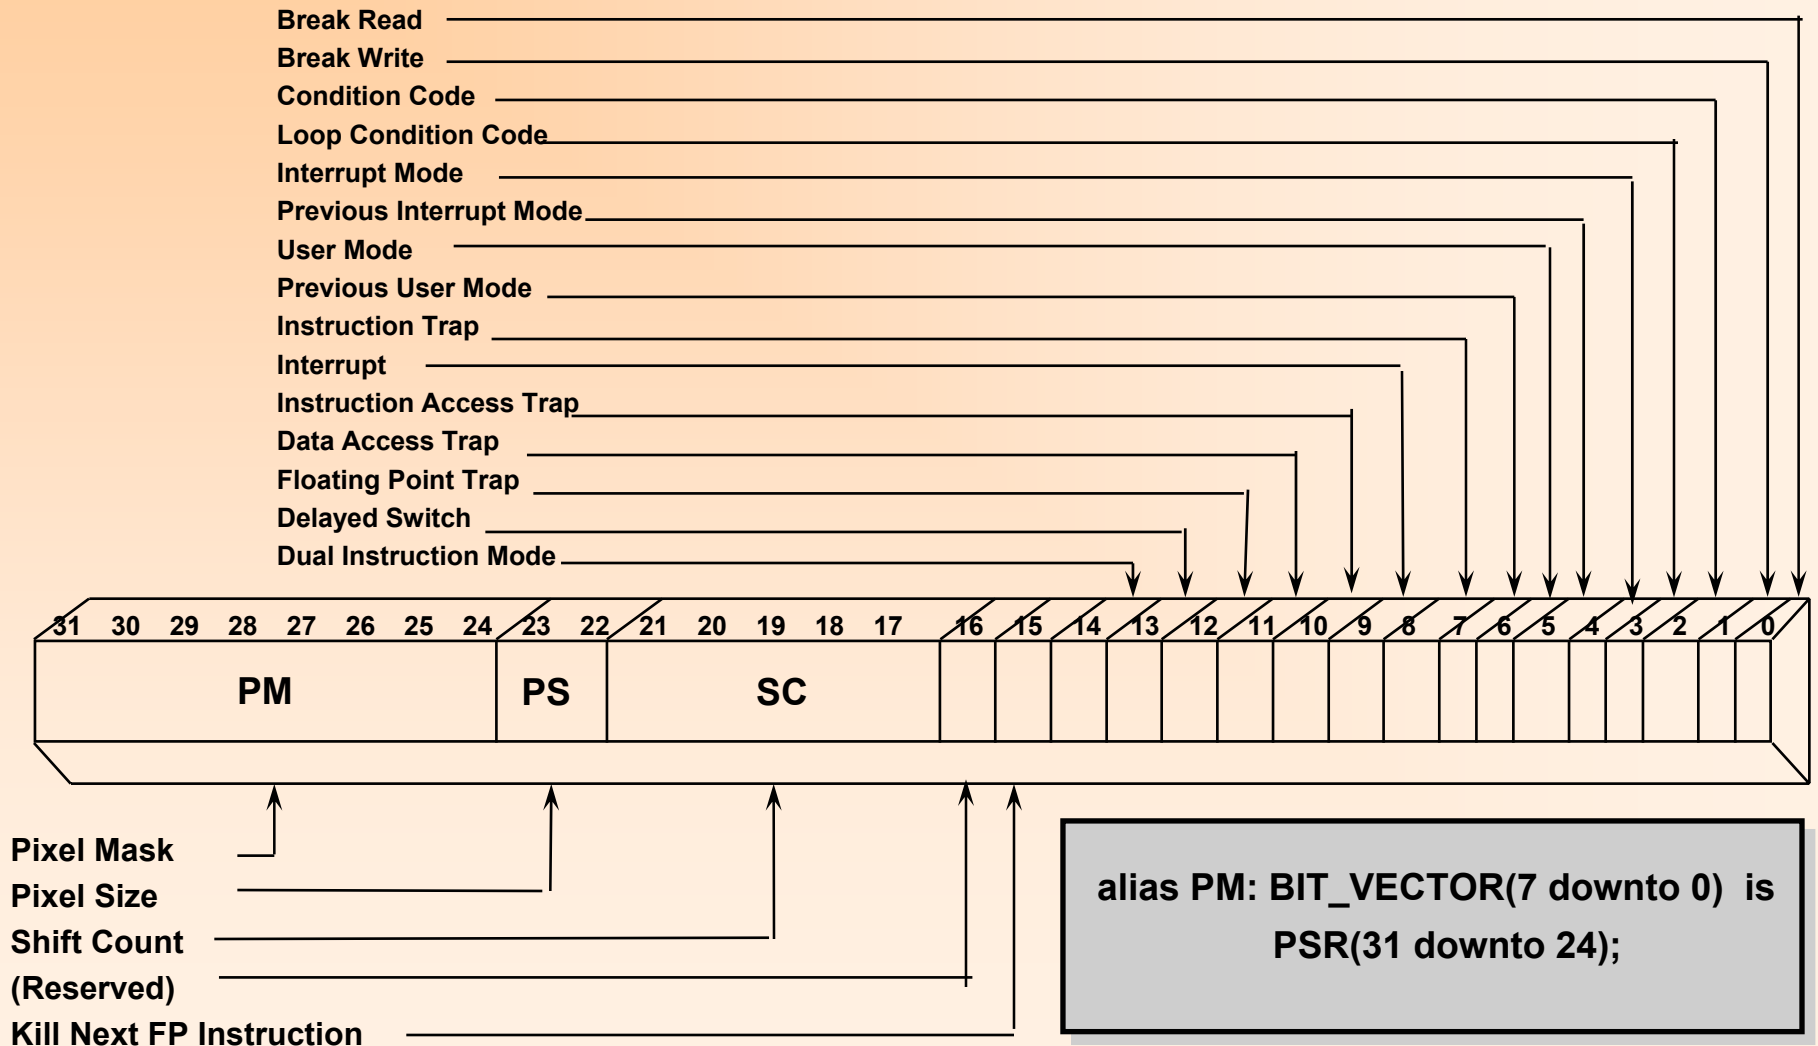 Break Read
Break Write
Condition Code
Loop Condition Code
Interrupt Mode
Previous Interrupt Mode
User Mode
Previous User Mode
Instruction Trap
Interrupt
Instruction Access Trap
Data Access Trap
Floating Point Trap
Delayed Switch
Dual Instruction Mode
31 30 29 28 27 26 25 24 23 22 21 20 19 18 17 16 15 14 13 12 11 10 9 8 7 6 5 4 3 2 1 0
PM PS SC
Pixel Mask
Pixel Size
Shift Count
(Reserved)
Kill Next FP Instruction
alias PM: BIT_VECTOR(7 downto 0) is
PSR(31 downto 24);